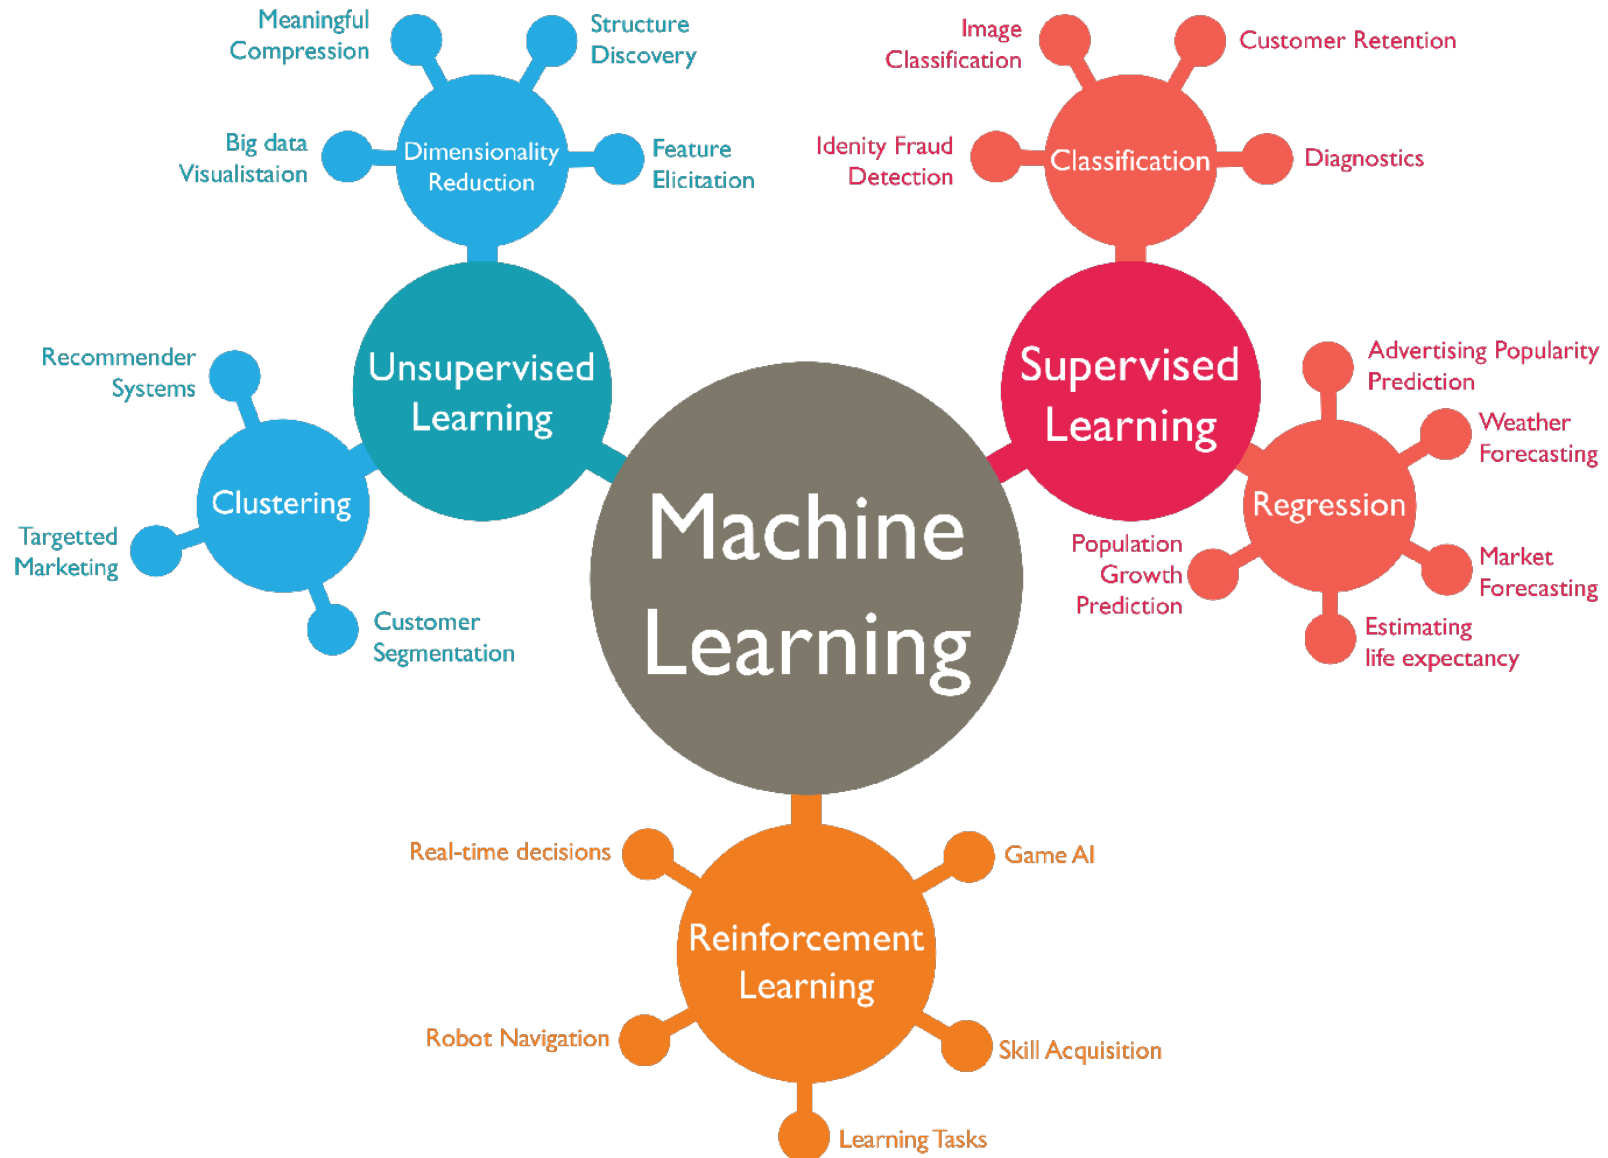 Meaningful
Compression
Structure
Discovery
Big data
Visualistaion
Dimensionality
Reduction
Feature
Elicitation
Image
Classification
Customer Retention
Idenity Fraud
Detection
Classification
Diagnostics
Unsupervised
Learning
Recommender
Systems
Clustering
Targetted
Marketing
Customer
Segmentation
Machine
Learning
Supervised
Learning
Advertising Popularity
Prediction
Weather
Forecasting
Regression
Population
Growth
Prediction
Market
Forecasting
Estimating
life expectancy
Real-time decisions
Game AI
Reinforcement
Learning
Robot Navigation
Skill Acquisition
Learning Tasks